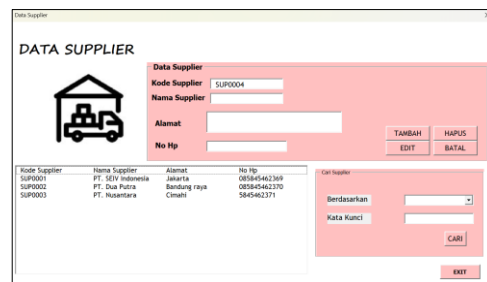 Data Supplier
DATA SUPPLIER
Data Supplier
Kode Supplier SUP0004
Nama Supplier
Alamat
No Hp
TAMBAH HAPUS
EDIT BATAL
Kode Supplier Nama Supplier Alamat No Hp
SUP0001 PT. SEIV Indonesia Jakarta 085845462369
SUP0002 PT. Dua Putra Bandung raya 085845462370
SUP0003 PT. Nusantara Cimahi 5845462371
Cari Supplier
Berdasarkan
Kata Kunci
CARI
EXIT